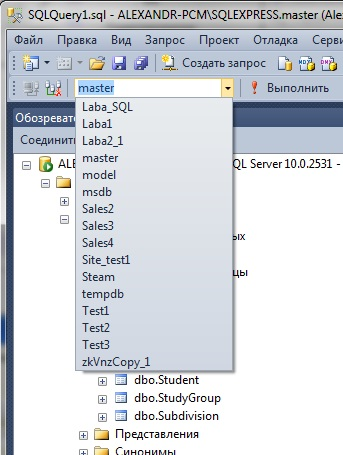 SQLQuery1.sql - ALEXANDR-PCM\SQLEXPRESS.master (Ale
Файл Правка Вид Запрос Проект Отладка Серви
Создать запрос
master
Выполнить
Laba_SQL
Laba1
Laba2_1
master
model
msdb
Sales2
Sales3
Sales4
Site_test1
Steam
tempdb
Test1
Test2
Test3
zkVnzCopy_1
Обозревате
Соедини
ALE
QL Server 10.0.2531 -
ых
цы
dbo.Student
dbo.StudyGroup
dbo.Subdivision
Представления
Синонимы